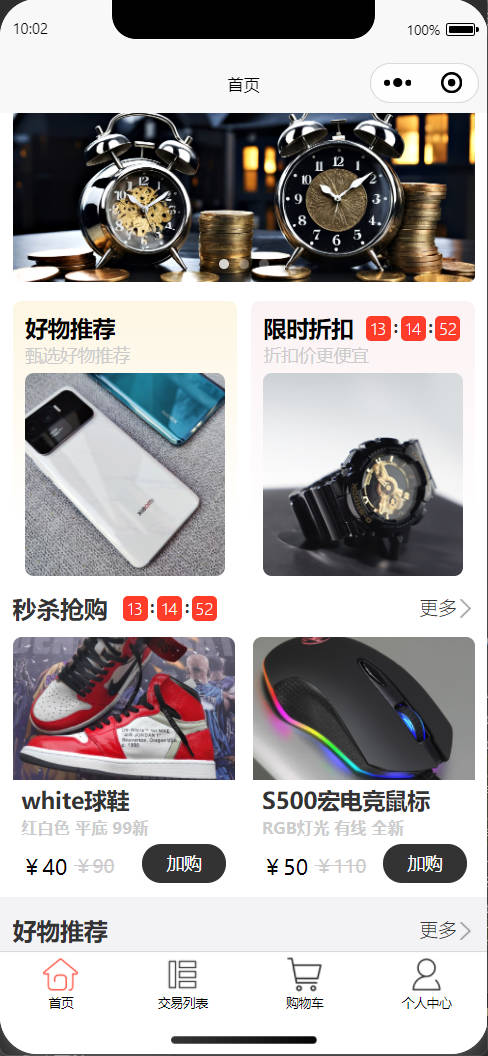 10:02
100%
首页
好物推荐
甄选好物推荐
限时折扣 13:14:52
折扣价更便宜
xiaomi
秒杀抢购 13:14:52
更多
white球鞋
红白色 平底 99新
¥40 ¥90 加购
S500宏电竞鼠标
RGB灯光 有线 全新
¥50 ¥110 加购
好物推荐
更多
首页
交易列表
购物车
个人中心